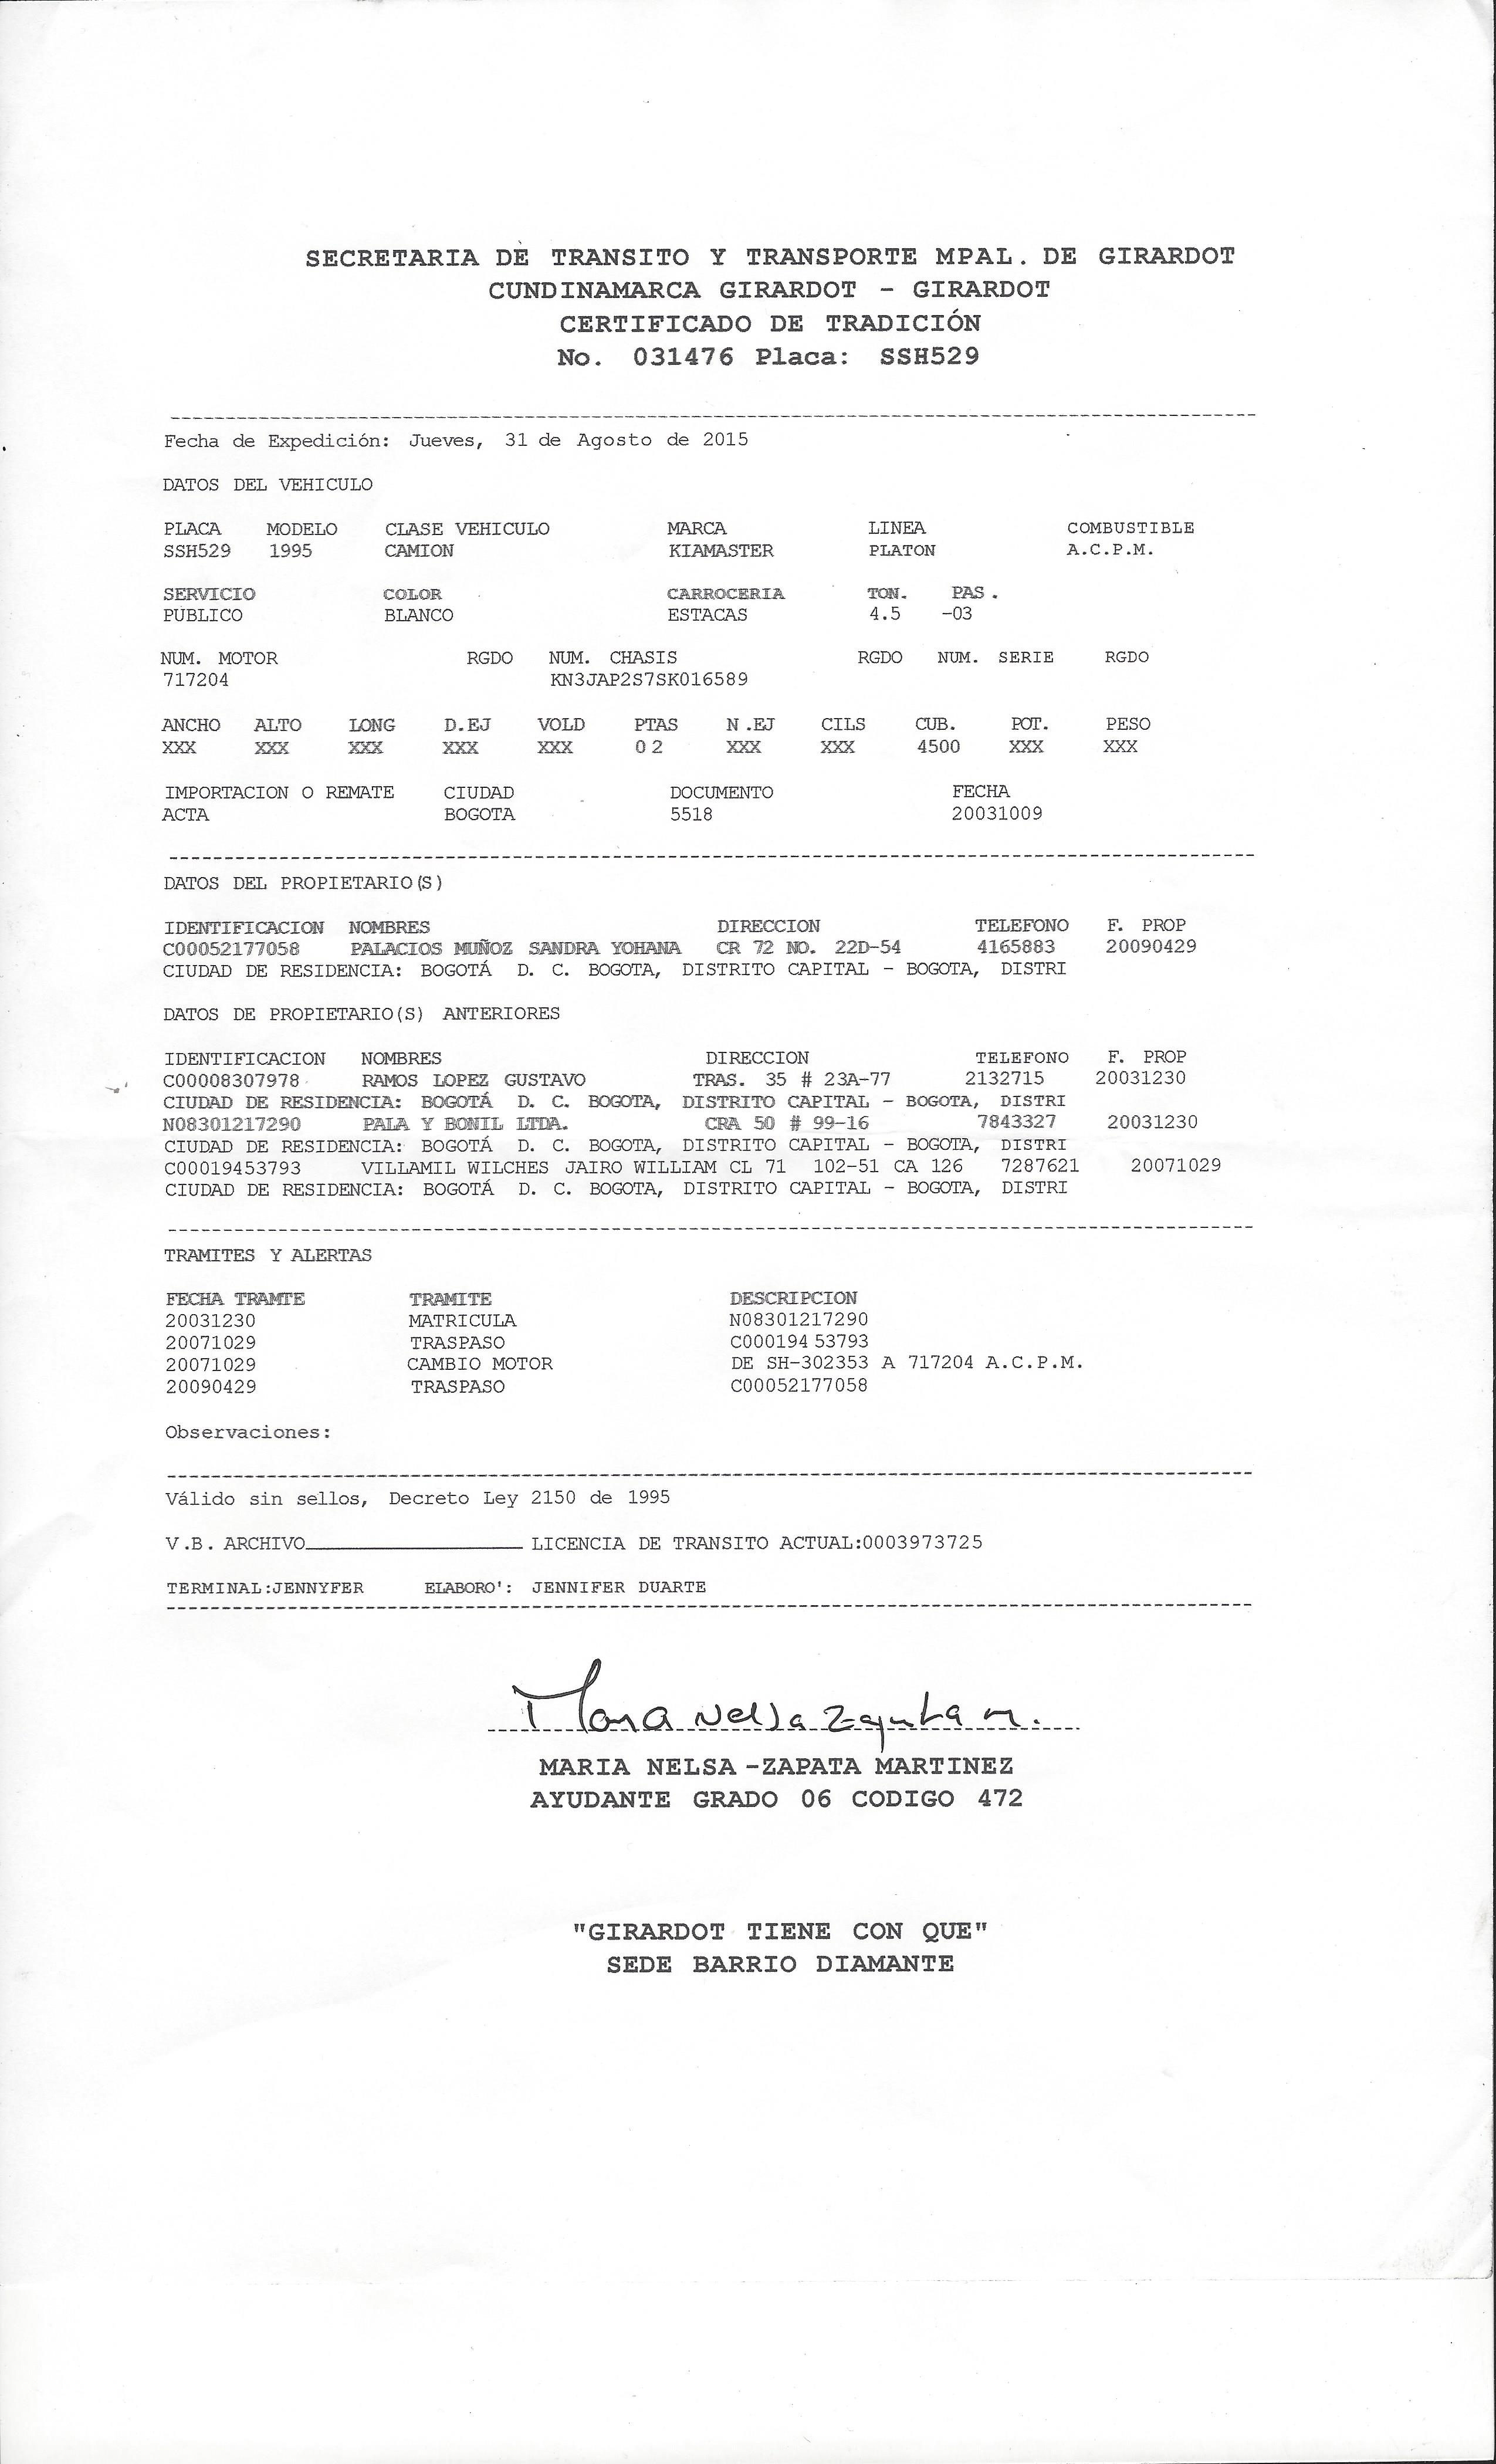 SECRETARIA DE TRANSITO Y TRANSPORTE MPAL. DE GIRARDOT
CUNDINAMARCA GIRARDOT - GIRARDOT
CERTIFICADO DE TRADICIÓN
No. 031476 Placa: SSH529
Fecha de Expedición: Jueves, 31 de Agosto de 2015
DATOS DEL VEHICULO
PLACA MODELO CLASE VEHICULO MARCA LINEA COMBUSTIBLE
SSH529 1995 CAMION KIAMASTER PLATON A.C.P.M.
SERVICIO COLOR CARROCERIA TON. PAS.
PUBLICO BLANCO ESTACAS 4.5 -03
NUM. MOTOR RGDO NUM. CHASIS RGDO NUM. SERIE RGDO
717204 KN3JAP2S7SK016589
ANCHO ALTO LONG D.EJ VOLD PTAS N.EJ CILS CUB. POT. PESO
XXX XXX XXX XXX XXX 02 XXX XXX 4500 XXX XXX
IMPORTACION O REMATE CIUDAD DOCUMENTO FECHA
ACTA BOGOTA 5518 20031009
DATOS DEL PROPIETARIO(S)
IDENTIFICACION NOMBRES DIRECCION TELEFONO F. PROP
C00052177058 PALACIOS MUÑOZ SANDRA YOHANA CR 72 NO. 22D-54 4165883 20090429
CIUDAD DE RESIDENCIA: BOGOTÁ D. C. BOGOTA, DISTRITO CAPITAL - BOGOTA, DISTRI
DATOS DE PROPIETARIO(S) ANTERIORES
IDENTIFICACION NOMBRES DIRECCION TELEFONO F. PROP
C00008307978 RAMOS LOPEZ GUSTAVO TRAS. 35 # 23A-77 2132715 20031230
CIUDAD DE RESIDENCIA: BOGOTÁ D. C. BOGOTA, DISTRITO CAPITAL - BOGOTA, DISTRI
N08301217290 PALA Y BONIL LTDA. CRA 50 # 99-16 7843327 20031230
CIUDAD DE RESIDENCIA: BOGOTÁ D. C. BOGOTA, DISTRITO CAPITAL - BOGOTA, DISTRI
C00019453793 VILLAMIL WILCHES JAIRO WILLIAM CL 71 102-51 CA 126 7287621 20071029
CIUDAD DE RESIDENCIA: BOGOTÁ D. C. BOGOTA, DISTRITO CAPITAL - BOGOTA, DISTRI
TRAMITES Y ALERTAS
FECHA TRAMTE TRAMITE DESCRIPCION
20031230 MATRICULA N08301217290
20071029 TRASPASO C000194 53793
20071029 CAMBIO MOTOR DE SH-302353 A 717204 A.C.P.M.
20090429 TRASPASO C00052177058
Observaciones:
Válido sin sellos, Decreto Ley 2150 de 1995
V.B. ARCHIVO LICENCIA DE TRANSITO ACTUAL:0003973725
TERMINAL:JENNYFER ELABORO': JENNIFER DUARTE
Maria Nelsa Zapata M.
MARIA NELSA -ZAPATA MARTINEZ
AYUDANTE GRADO 06 CODIGO 472
"GIRARDOT TIENE CON QUE"
SEDE BARRIO DIAMANTE